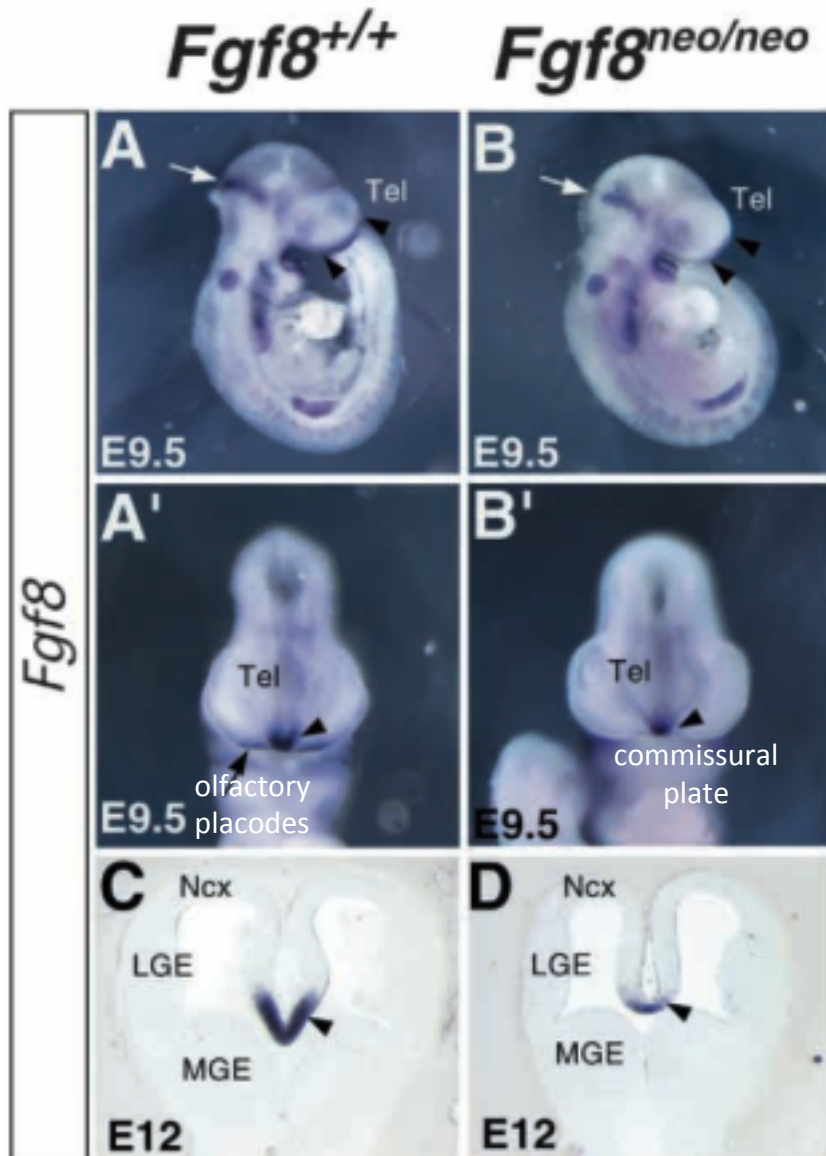 Fgf8+/+ Fgf8neo/neo
Fgf8
A
Tel
E9.5
B
Tel
E9.5
A'
Tel
olfactory
placodes
E9.5
B'
Tel
commissural
plate
E9.5
C
Ncx
LGE
MGE
E12
D
Ncx
LGE
MGE
E12